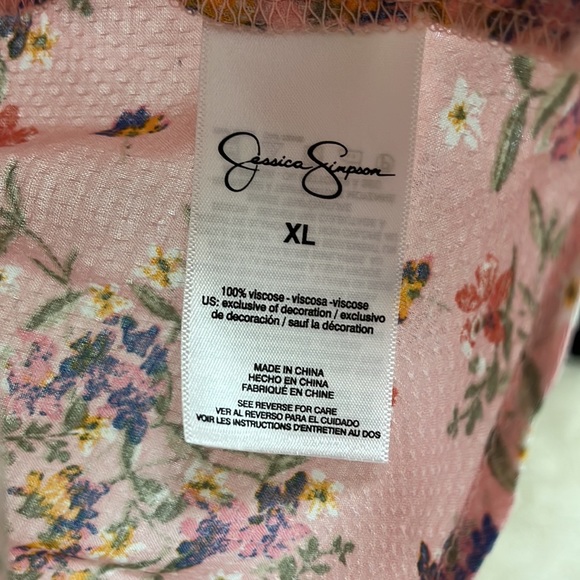 Jessica Simpson
XL
100% viscose - viscosa -viscose
US: exclusive of decoration / exclusivo
de decoración / sauf la décoration
MADE IN CHINA
HECHO EN CHINA
FABRIQUÉ EN CHINE
SEE REVERSE FOR CARE
VER AL REVERSO PARA EL CUIDADO
VOIR LES INSTRUCTIONS D'ENTRETIEN AU DOS